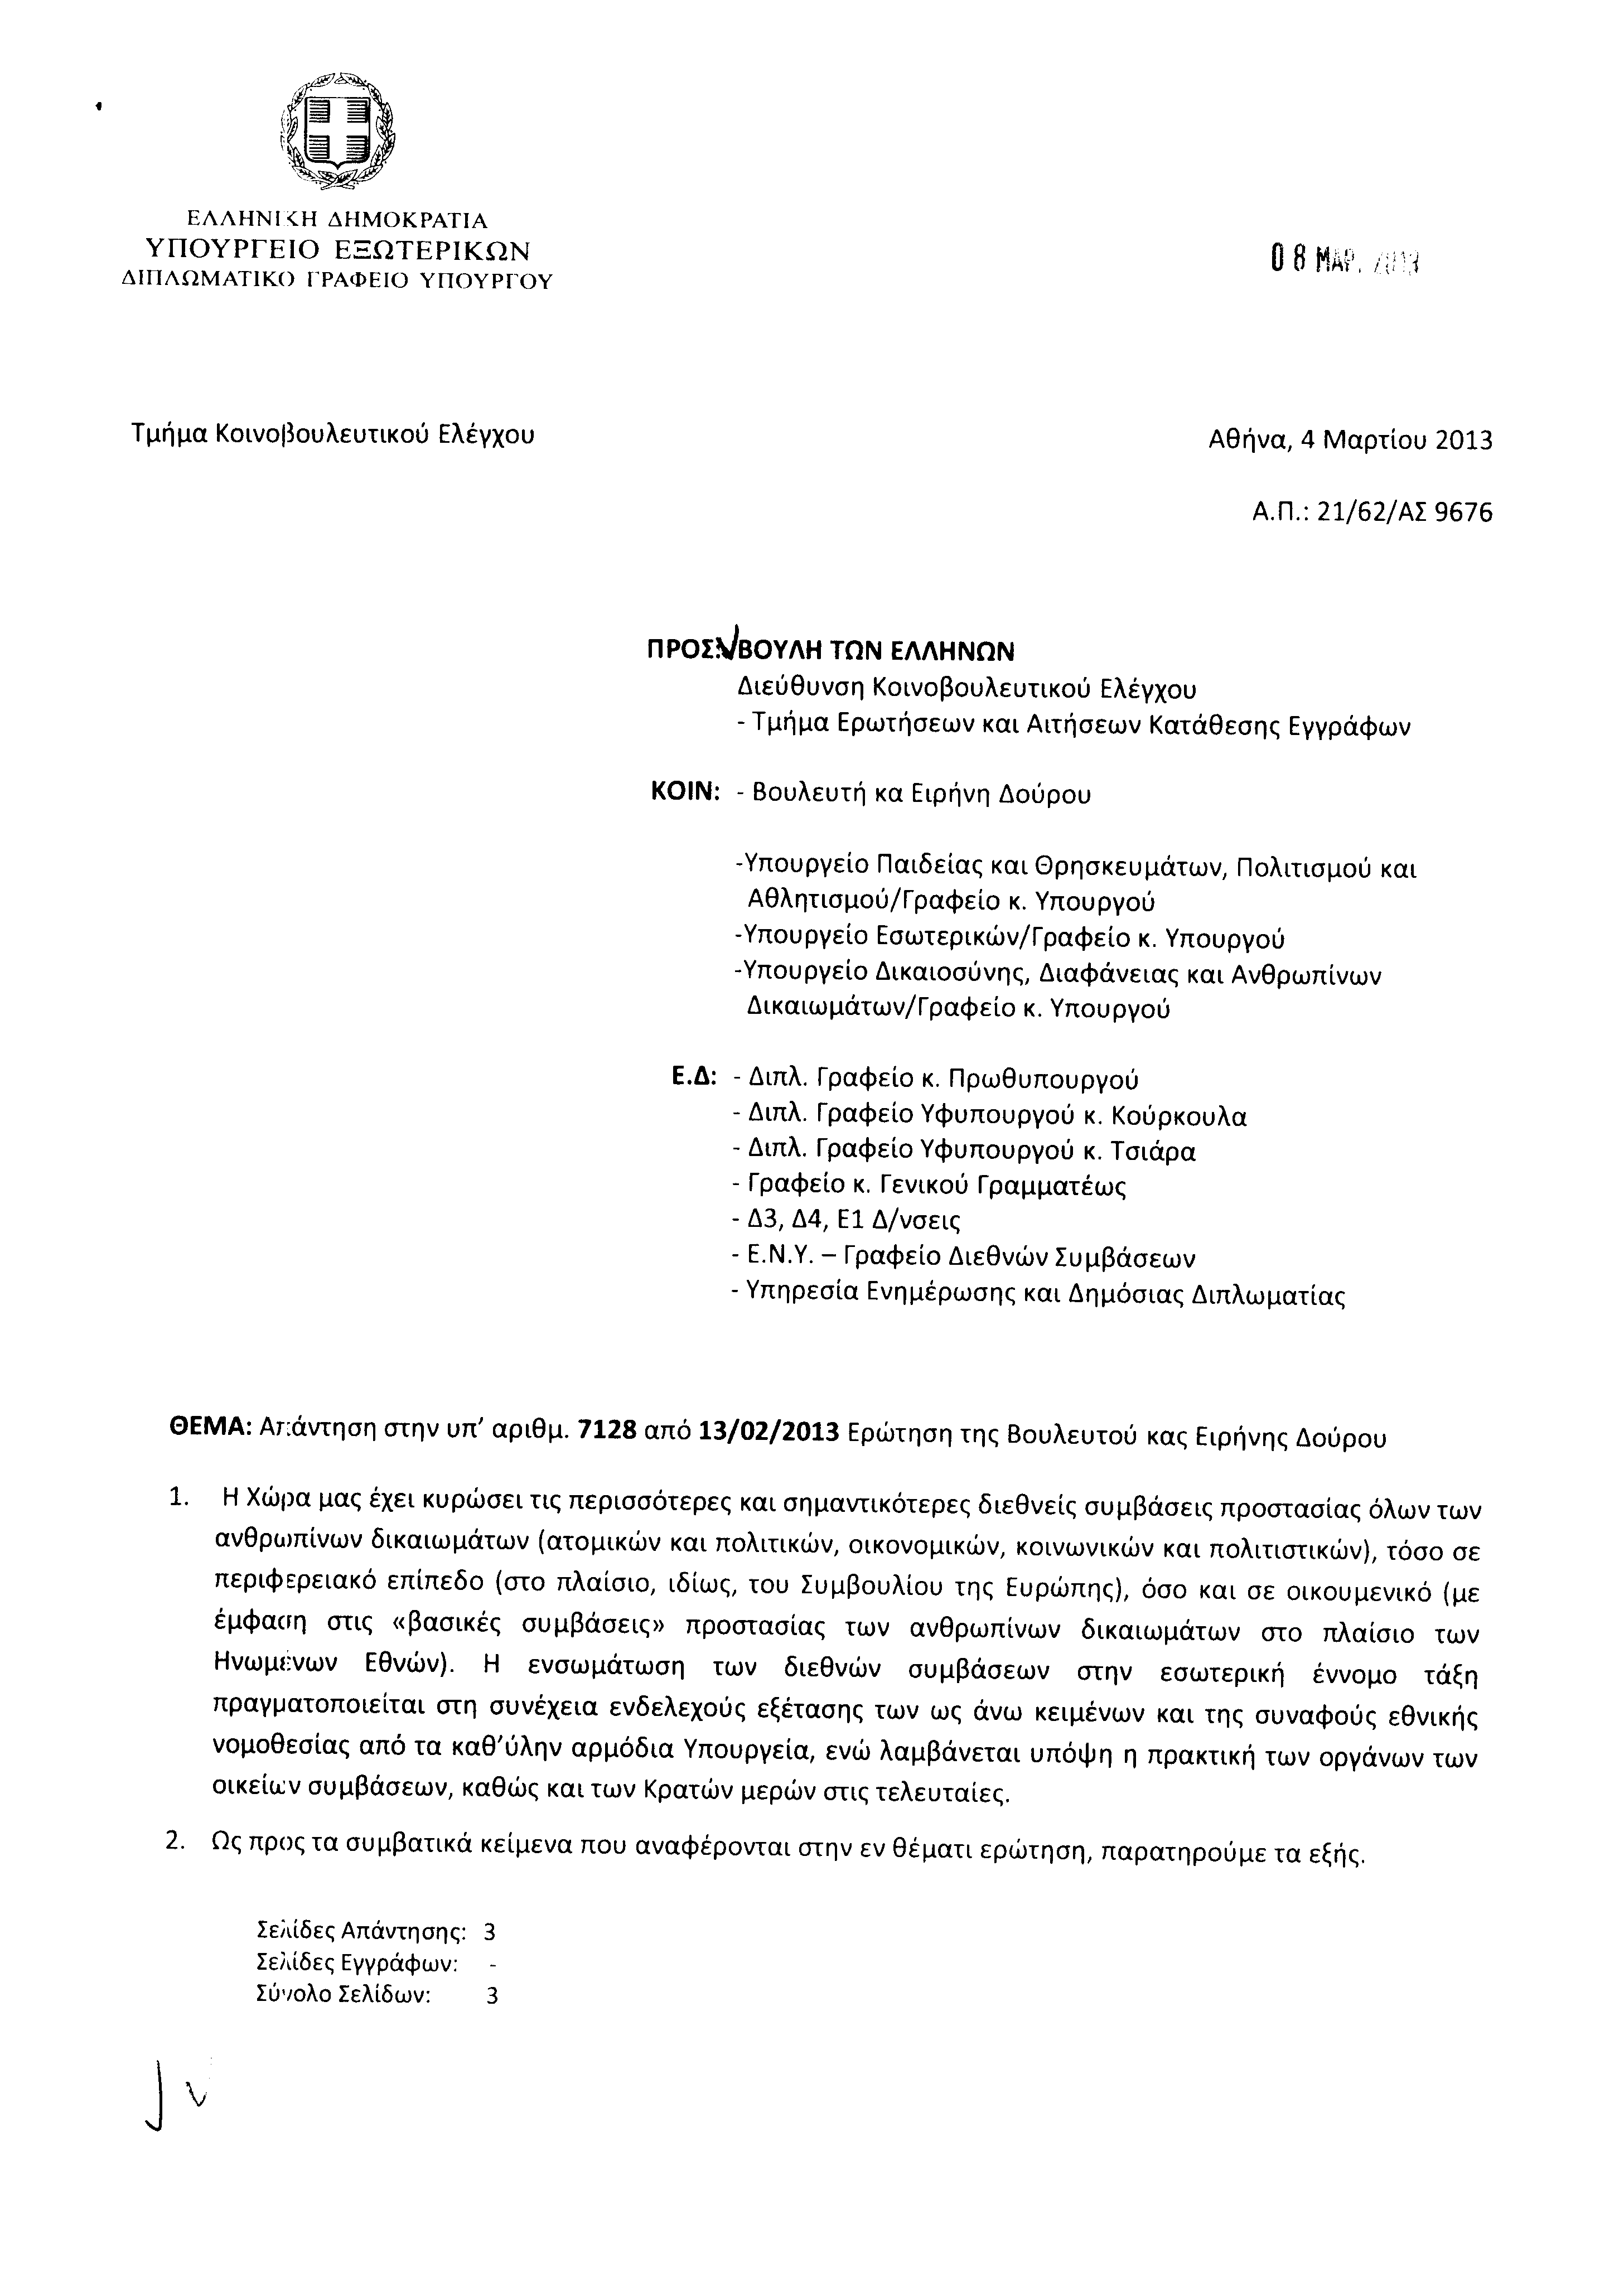 ΕΛΛΗΝΙΚΗ ΔΗΜΟΚΡΑΤΙΑ
ΥΠΟΥΡΓΕΙΟ ΕΞΩΤΕΡΙΚΩΝ
ΔΙΠΛΩΜΑΤΙΚΟ ΓΡΑΦΕΙΟ ΥΠΟΥΡΓΟΥ
08 ΜΑΡ. 2013
Τμήμα Κοινοβουλευτικού Ελέγχου
Αθήνα, 4 Μαρτίου 2013
Α.Π.: 21/62/ΑΣ 9676
ΠΡΟΣ: ΒΟΥΛΗ ΤΩΝ ΕΛΛΗΝΩΝ
Διεύθυνση Κοινοβουλευτικού Ελέγχου
- Τμήμα Ερωτήσεων και Αιτήσεων Κατάθεσης Εγγράφων
ΚΟΙΝ: - Βουλευτή κα Ειρήνη Δούρου
-Υπουργείο Παιδείας και Θρησκευμάτων, Πολιτισμού και
Αθλητισμού/Γραφείο κ. Υπουργού
-Υπουργείο Εσωτερικών/Γραφείο κ. Υπουργού
-Υπουργείο Δικαιοσύνης, Διαφάνειας και Ανθρωπίνων
Δικαιωμάτων/Γραφείο κ. Υπουργού
Ε.Δ: - Διπλ. Γραφείο κ. Πρωθυπουργού
- Διπλ. Γραφείο Υφυπουργού κ. Κούρκουλα
- Διπλ. Γραφείο Υφυπουργού κ. Τσιάρα
- Γραφείο κ. Γενικού Γραμματέως
- Δ3, Δ4, Ε1 Δ/νσεις
- Ε.Ν.Υ. – Γραφείο Διεθνών Συμβάσεων
- Υπηρεσία Ενημέρωσης και Δημόσιας Διπλωματίας
ΘΕΜΑ: Απάντηση στην υπ’ αριθμ. 7128 από 13/02/2013 Ερώτηση της Βουλευτού κας Ειρήνης Δούρου
1. Η Χώρα μας έχει κυρώσει τις περισσότερες και σημαντικότερες διεθνείς συμβάσεις προστασίας όλων των
ανθρωπίνων δικαιωμάτων (ατομικών και πολιτικών, οικονομικών, κοινωνικών και πολιτιστικών), τόσο σε
περιφερειακό επίπεδο (στο πλαίσιο, ιδίως, του Συμβουλίου της Ευρώπης), όσο και σε οικουμενικό (με
έμφαση στις «βασικές συμβάσεις» προστασίας των ανθρωπίνων δικαιωμάτων στο πλαίσιο των
Ηνωμένων Εθνών). Η ενσωμάτωση των διεθνών συμβάσεων στην εσωτερική έννομο τάξη
πραγματοποιείται στη συνέχεια ενδελεχούς εξέτασης των ως άνω κειμένων και της συναφούς εθνικής
νομοθεσίας από τα καθ’ύλην αρμόδια Υπουργεία, ενώ λαμβάνεται υπόψη η πρακτική των οργάνων των
οικείων συμβάσεων, καθώς και των Κρατών μερών στις τελευταίες.
2. Ως προς τα συμβατικά κείμενα που αναφέρονται στην εν θέματι ερώτηση, παρατηρούμε τα εξής.
Σελίδες Απάντησης: 3
Σελίδες Εγγράφων: -
Σύνολο Σελίδων: 3